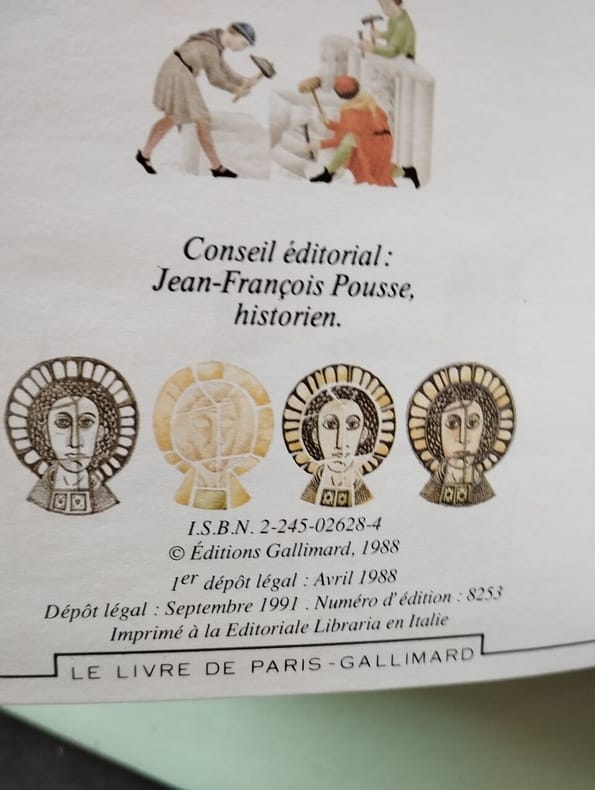 Conseil éditorial :
Jean-François Pousse,
historien.
I.S.B.N. 2-245-02628-4
© Éditions Gallimard, 1988
1er dépôt légal : Avril 1988
Dépôt légal : Septembre 1991 . Numéro d'édition : 8253
Imprimé à la Editoriale Libraria en Italie
LE LIVRE DE PARIS-GALLIMARD